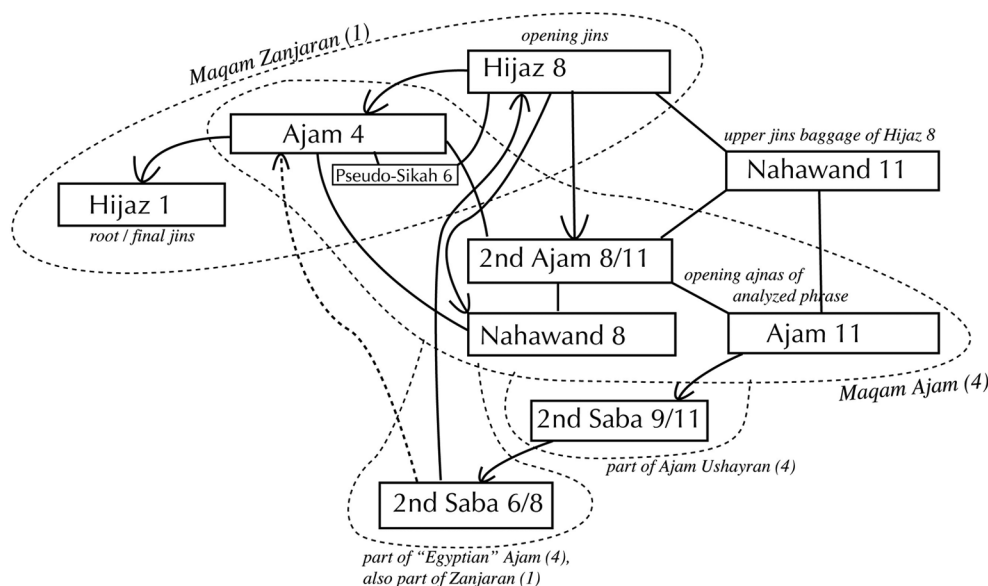 Maqam Zanjaran (1)
opening jins
Hijaz 8
Ajam 4
upper jins baggage of Hijaz 8
Pseudo-Sikah 6
Nahawand 11
Hijaz 1
root / final jins
2nd Ajam 8/11
opening ajnas of
analyzed phrase
Nahawand 8
Ajam 11
Maqam Ajam (4)
2nd Saba 9/11
part of Ajam Ushayran (4)
2nd Saba 6/8
part of “Egyptian” Ajam (4),
also part of Zanjaran (1)